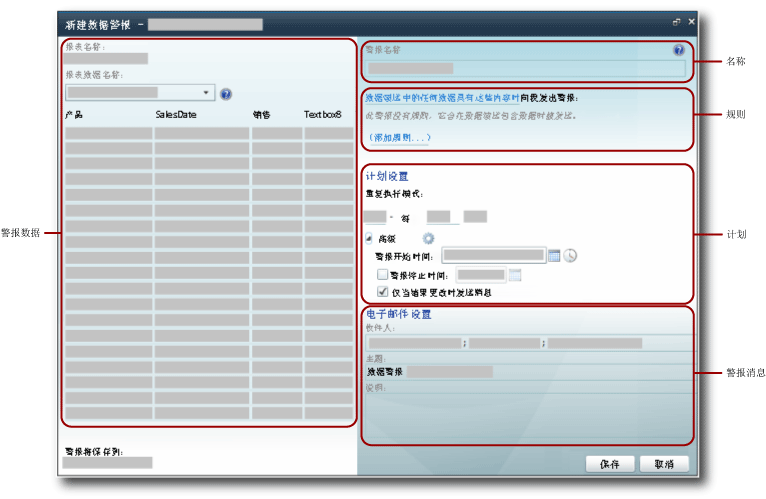 新建数据警报 -
报表名称:
报表数据名称:
产品 SalesDate 销售 Textbox8
警报将保存到:
警报名称
数据馈送中的任何数据具有这些内容时向我发出警报:
此警报没有规则，它会在数据馈送包含数据时被发送。
(添加规则...)
计划设置
重复执行模式:
- 每
高级
警报开始时间:
警报停止时间:
仅当结果更改时发送消息
电子邮件设置
收件人:
; ;
主题:
数据警报
说明:
保存 取消
警报数据
名称
规则
计划
警报消息